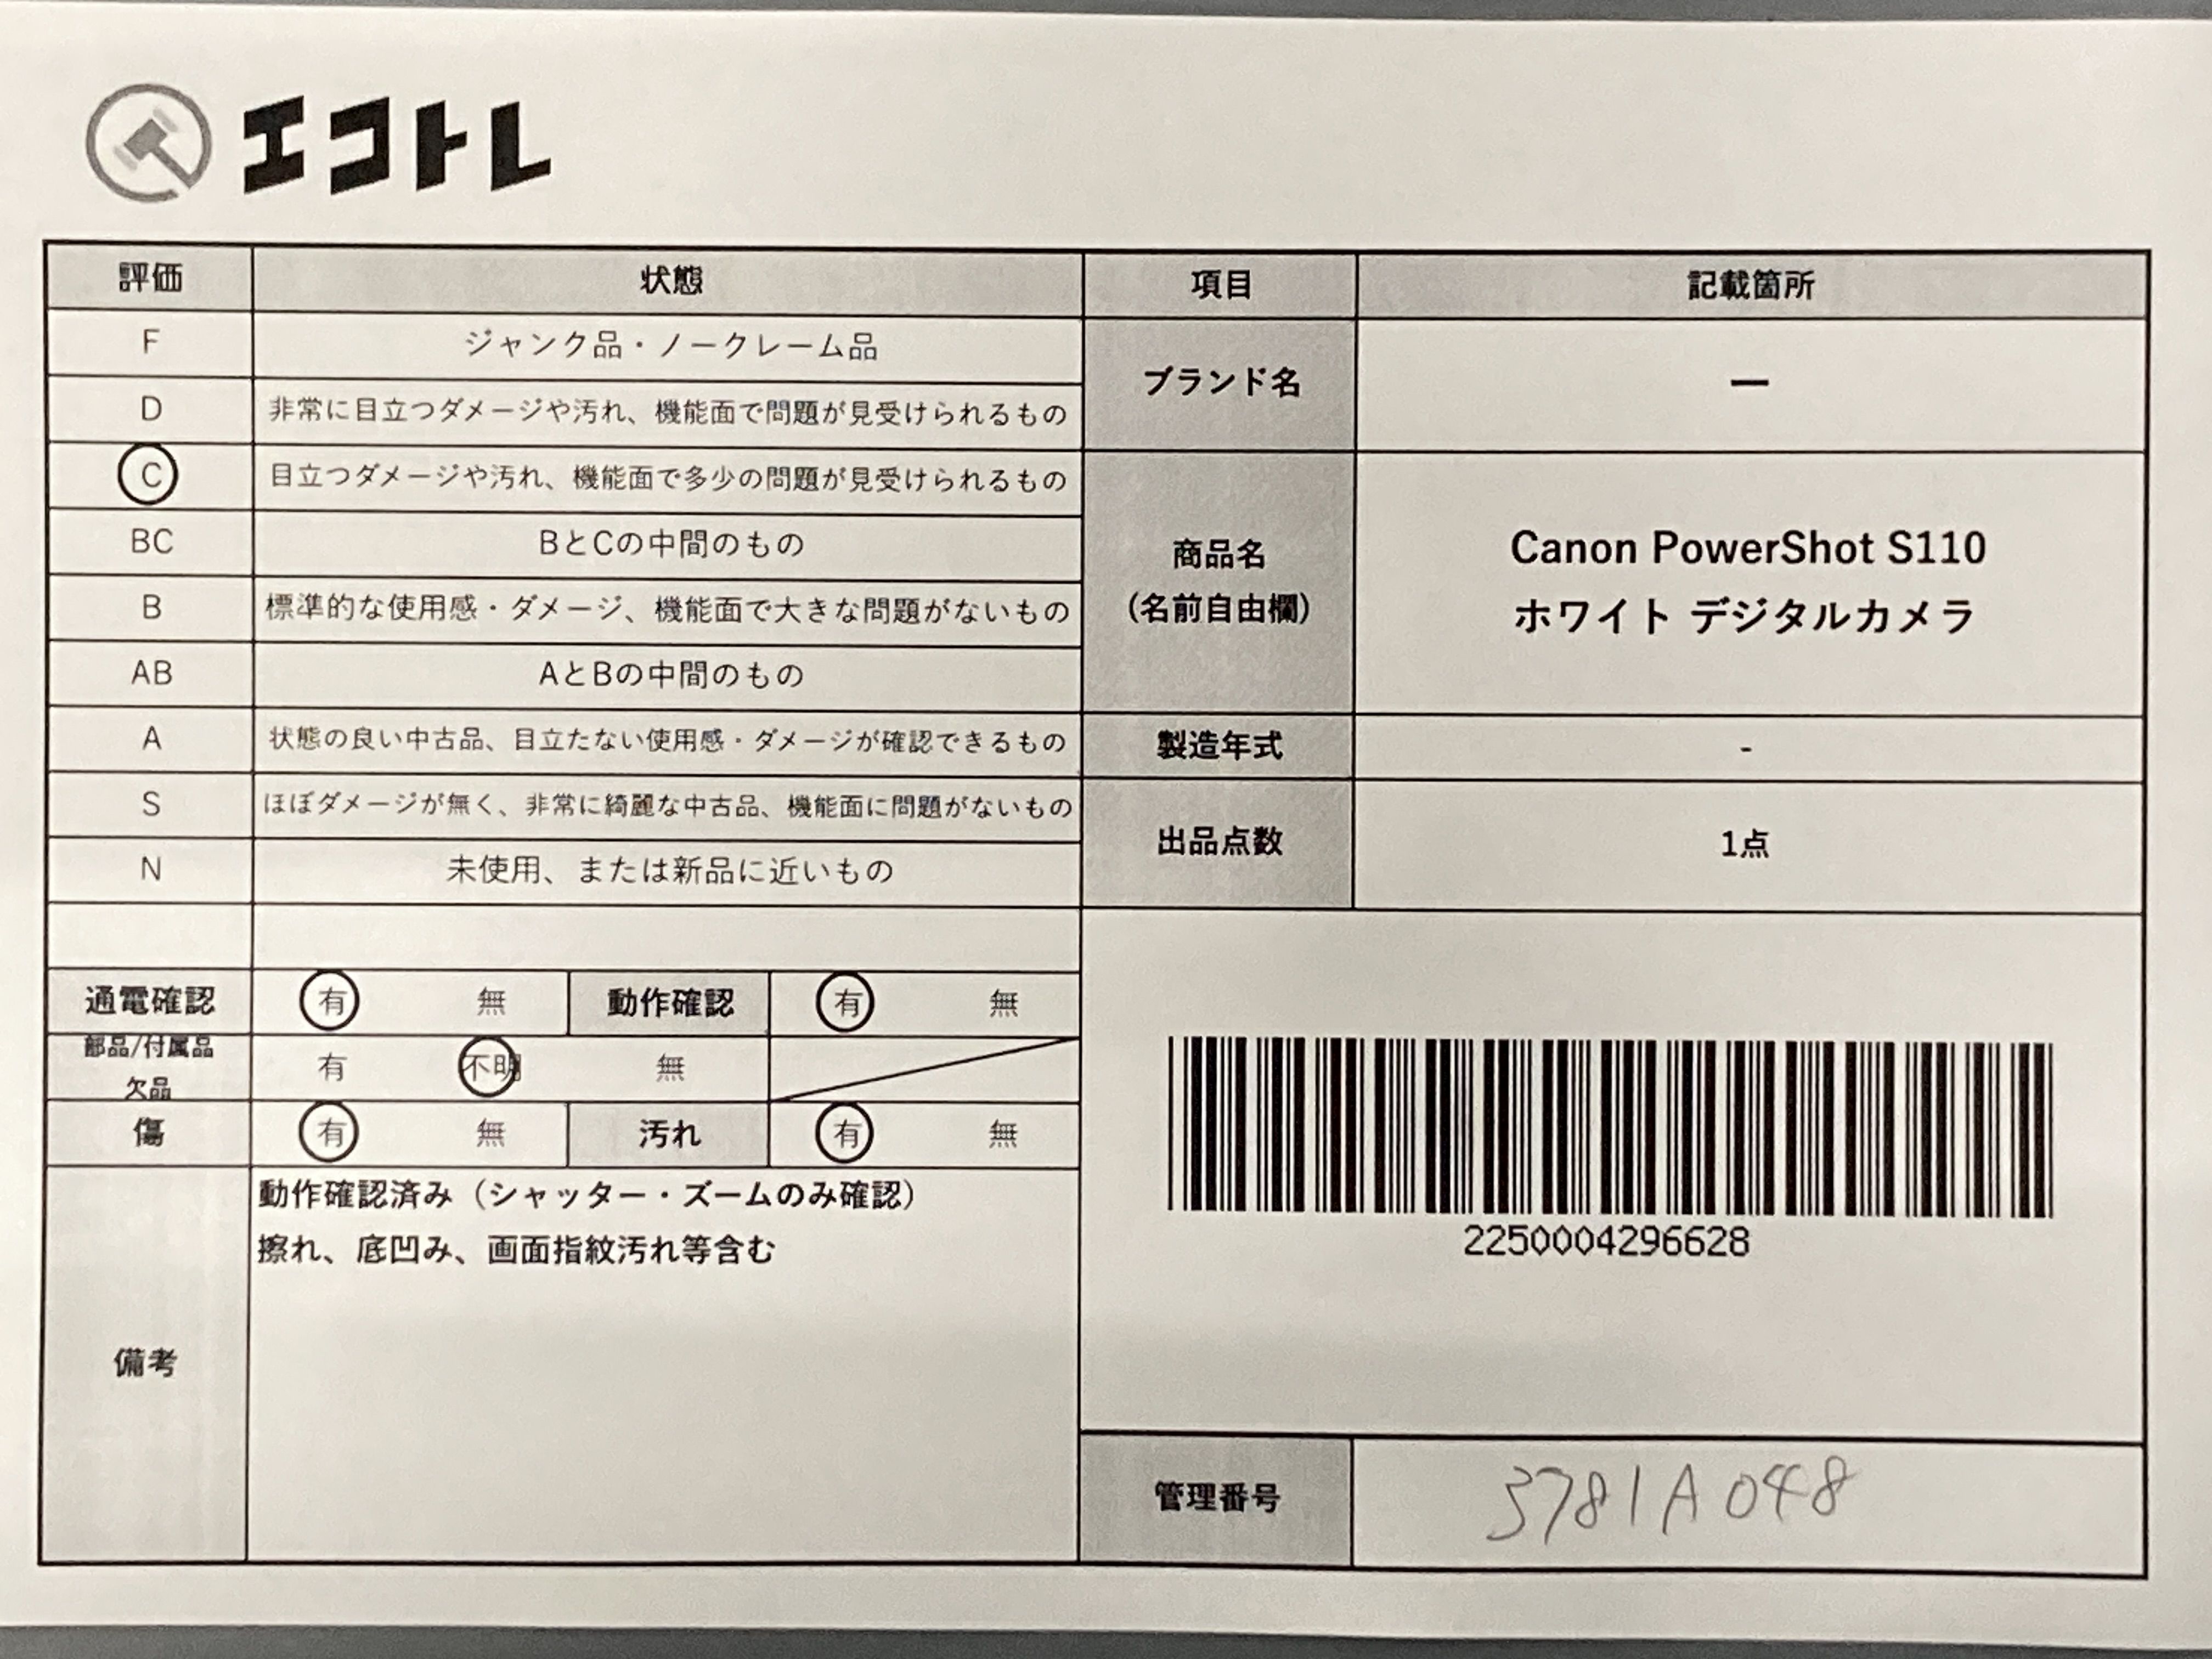 エコトレ
評価 状態
F ジャンク品・ノークレーム品
D 非常に目立つダメージや汚れ、機能面で問題が見受けられるもの
C 目立つダメージや汚れ、機能面で多少の問題が見受けられるもの
BC BとCの中間のもの
B 標準的な使用感・ダメージ、機能面で大きな問題がないもの
AB AとBの中間のもの
A 状態の良い中古品、目立たない使用感・ダメージが確認できるもの
S ほぼダメージが無く、非常に綺麗な中古品、機能面に問題がないもの
N 未使用、または新品に近いもの
通電確認 有 無 動作確認 有 無
部品/付属品
欠品 有 不明 無
傷 有 無 汚れ 有 無
備考
動作確認済み（シャッター・ズームのみ確認）
擦れ、底凹み、画面指紋汚れ等含む
項目 記載箇所
ブランド名 ー
商品名
(名前自由欄)
Canon PowerShot S110
ホワイト デジタルカメラ
製造年式 -
出品点数 1点
2250004296628
管理番号 3781A048